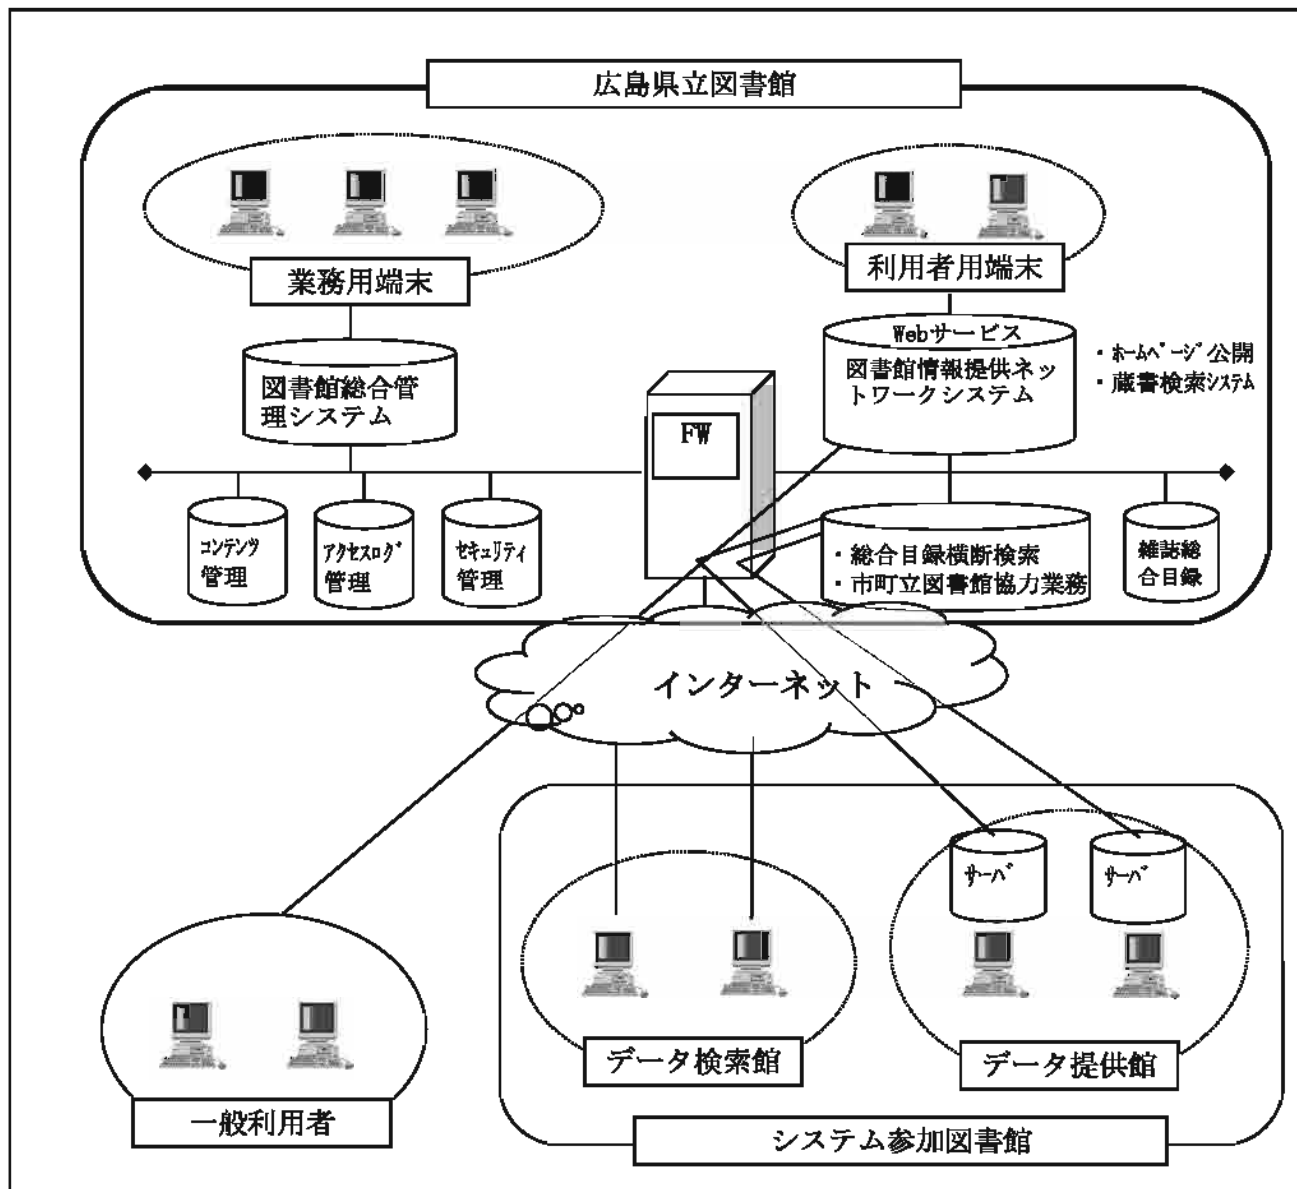 広島県立図書館
業務用端末
利用者用端末
Webサービス
図書館情報提供ネッ
トワークシステム
・ﾎｰﾑﾍﾟｰｼﾞ公開
・蔵書検索ｼｽﾃﾑ
図書館総合管
理システム
FW
ｺﾝﾃﾝﾂ
管理
ｱｸｾｽﾛｸﾞ
管理
ｾｷｭﾘﾃｨ
管理
・総合目録横断検索
・市町立図書館協力業務
雑誌総
合目録
インターネット
ｻｰﾊﾞ
ｻｰﾊﾞ
データ検索館
データ提供館
一般利用者
システム参加図書館